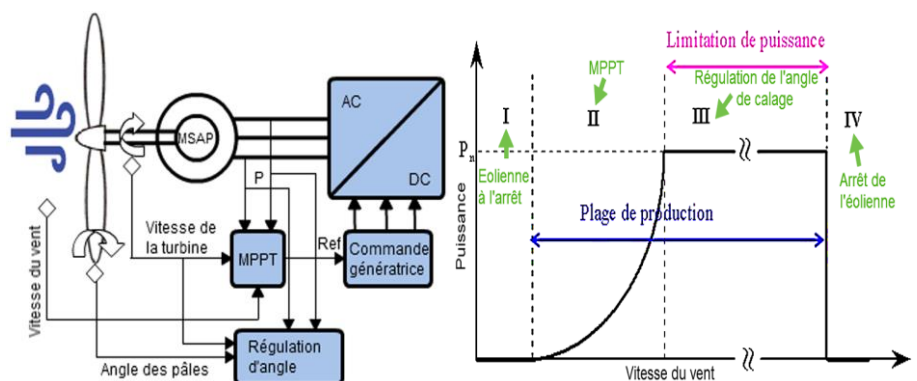 AC
DC
MSAP
P
Vitesse du vent
Vitesse de
la turbine
MPPT
Ref
Commande
génératrice
Régulation
d'angle
Angle des pâles
Limitation de puissance
MPPT
Régulation de l'angle
de calage
I
II
III
IV
Pn
Eolienne
à l'arrêt
Arrêt de
l'éolienne
Plage de production
Puissance
Vitesse du vent